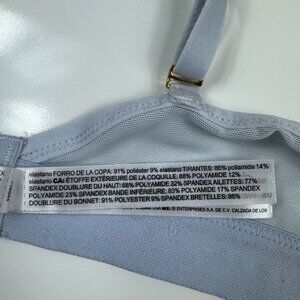 elastano FORRO DE LA COPA: 91% poliéster 9% elastano TIRANTES: 86% poliamida 14%
elastano CA: ÉTOFFE EXTÉRIEURE DE LA COQUILLE: 88% POLYAMIDE 12%
SPANDEX DOUBLURE DU HAUT: 68% POLYAMIDE 32% SPANDEX AILETTES: 77%
POLYAMIDE 23% SPANDEX BANDE INFÉRIEURE: 83% POLYAMIDE 17% SPANDEX
DOUBLURE DU BONNET: 91% POLYESTER 9% SPANDEX BRETELLES: 86%
ENTERPRISES, S.A. DE C.V. CALZADA DE LOS